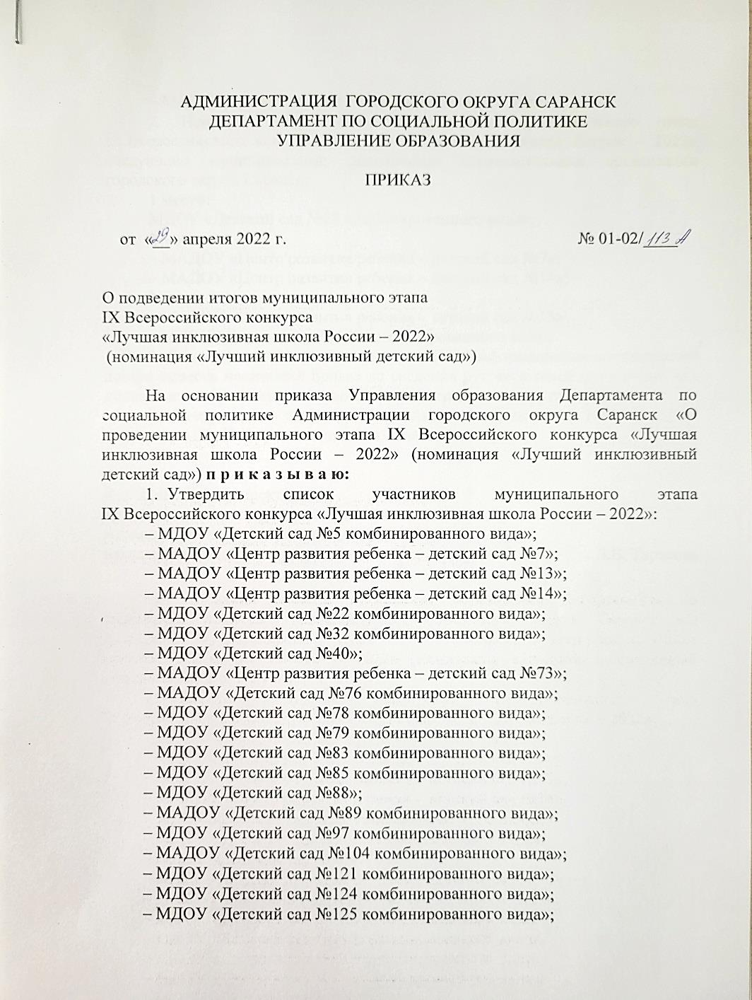 АДМИНИСТРАЦИЯ ГОРОДСКОГО ОКРУГА САРАНСК
ДЕПАРТАМЕНТ ПО СОЦИАЛЬНОЙ ПОЛИТИКЕ
УПРАВЛЕНИЕ ОБРАЗОВАНИЯ
ПРИКАЗ
от «29» апреля 2022 г. № 01-02/113 А
О подведении итогов муниципального этапа
IX Всероссийского конкурса
«Лучшая инклюзивная школа России – 2022»
(номинация «Лучший инклюзивный детский сад»)
На основании приказа Управления образования Департамента по
социальной политике Администрации городского округа Саранск «О
проведении муниципального этапа IX Всероссийского конкурса «Лучшая
инклюзивная школа России – 2022» (номинация «Лучший инклюзивный
детский сад») п р и к а з ы в а ю:
1. Утвердить список участников муниципального этапа
IX Всероссийского конкурса «Лучшая инклюзивная школа России – 2022»:
– МДОУ «Детский сад №5 комбинированного вида»;
– МАДОУ «Центр развития ребенка – детский сад №7»;
– МАДОУ «Центр развития ребенка – детский сад №13»;
– МАДОУ «Центр развития ребенка – детский сад №14»;
– МДОУ «Детский сад №22 комбинированного вида»;
– МДОУ «Детский сад №32 комбинированного вида»;
– МДОУ «Детский сад №40»;
– МАДОУ «Центр развития ребенка – детский сад №73»;
– МАДОУ «Детский сад №76 комбинированного вида»;
– МДОУ «Детский сад №78 комбинированного вида»;
– МДОУ «Детский сад №79 комбинированного вида»;
– МДОУ «Детский сад №83 комбинированного вида»;
– МДОУ «Детский сад №85 комбинированного вида»;
– МДОУ «Детский сад №88»;
– МАДОУ «Детский сад №89 комбинированного вида»;
– МДОУ «Детский сад №97 комбинированного вида»;
– МАДОУ «Детский сад №104 комбинированного вида»;
– МДОУ «Детский сад №121 комбинированного вида»;
– МДОУ «Детский сад №124 комбинированного вида»;
– МДОУ «Детский сад №125 комбинированного вида»;